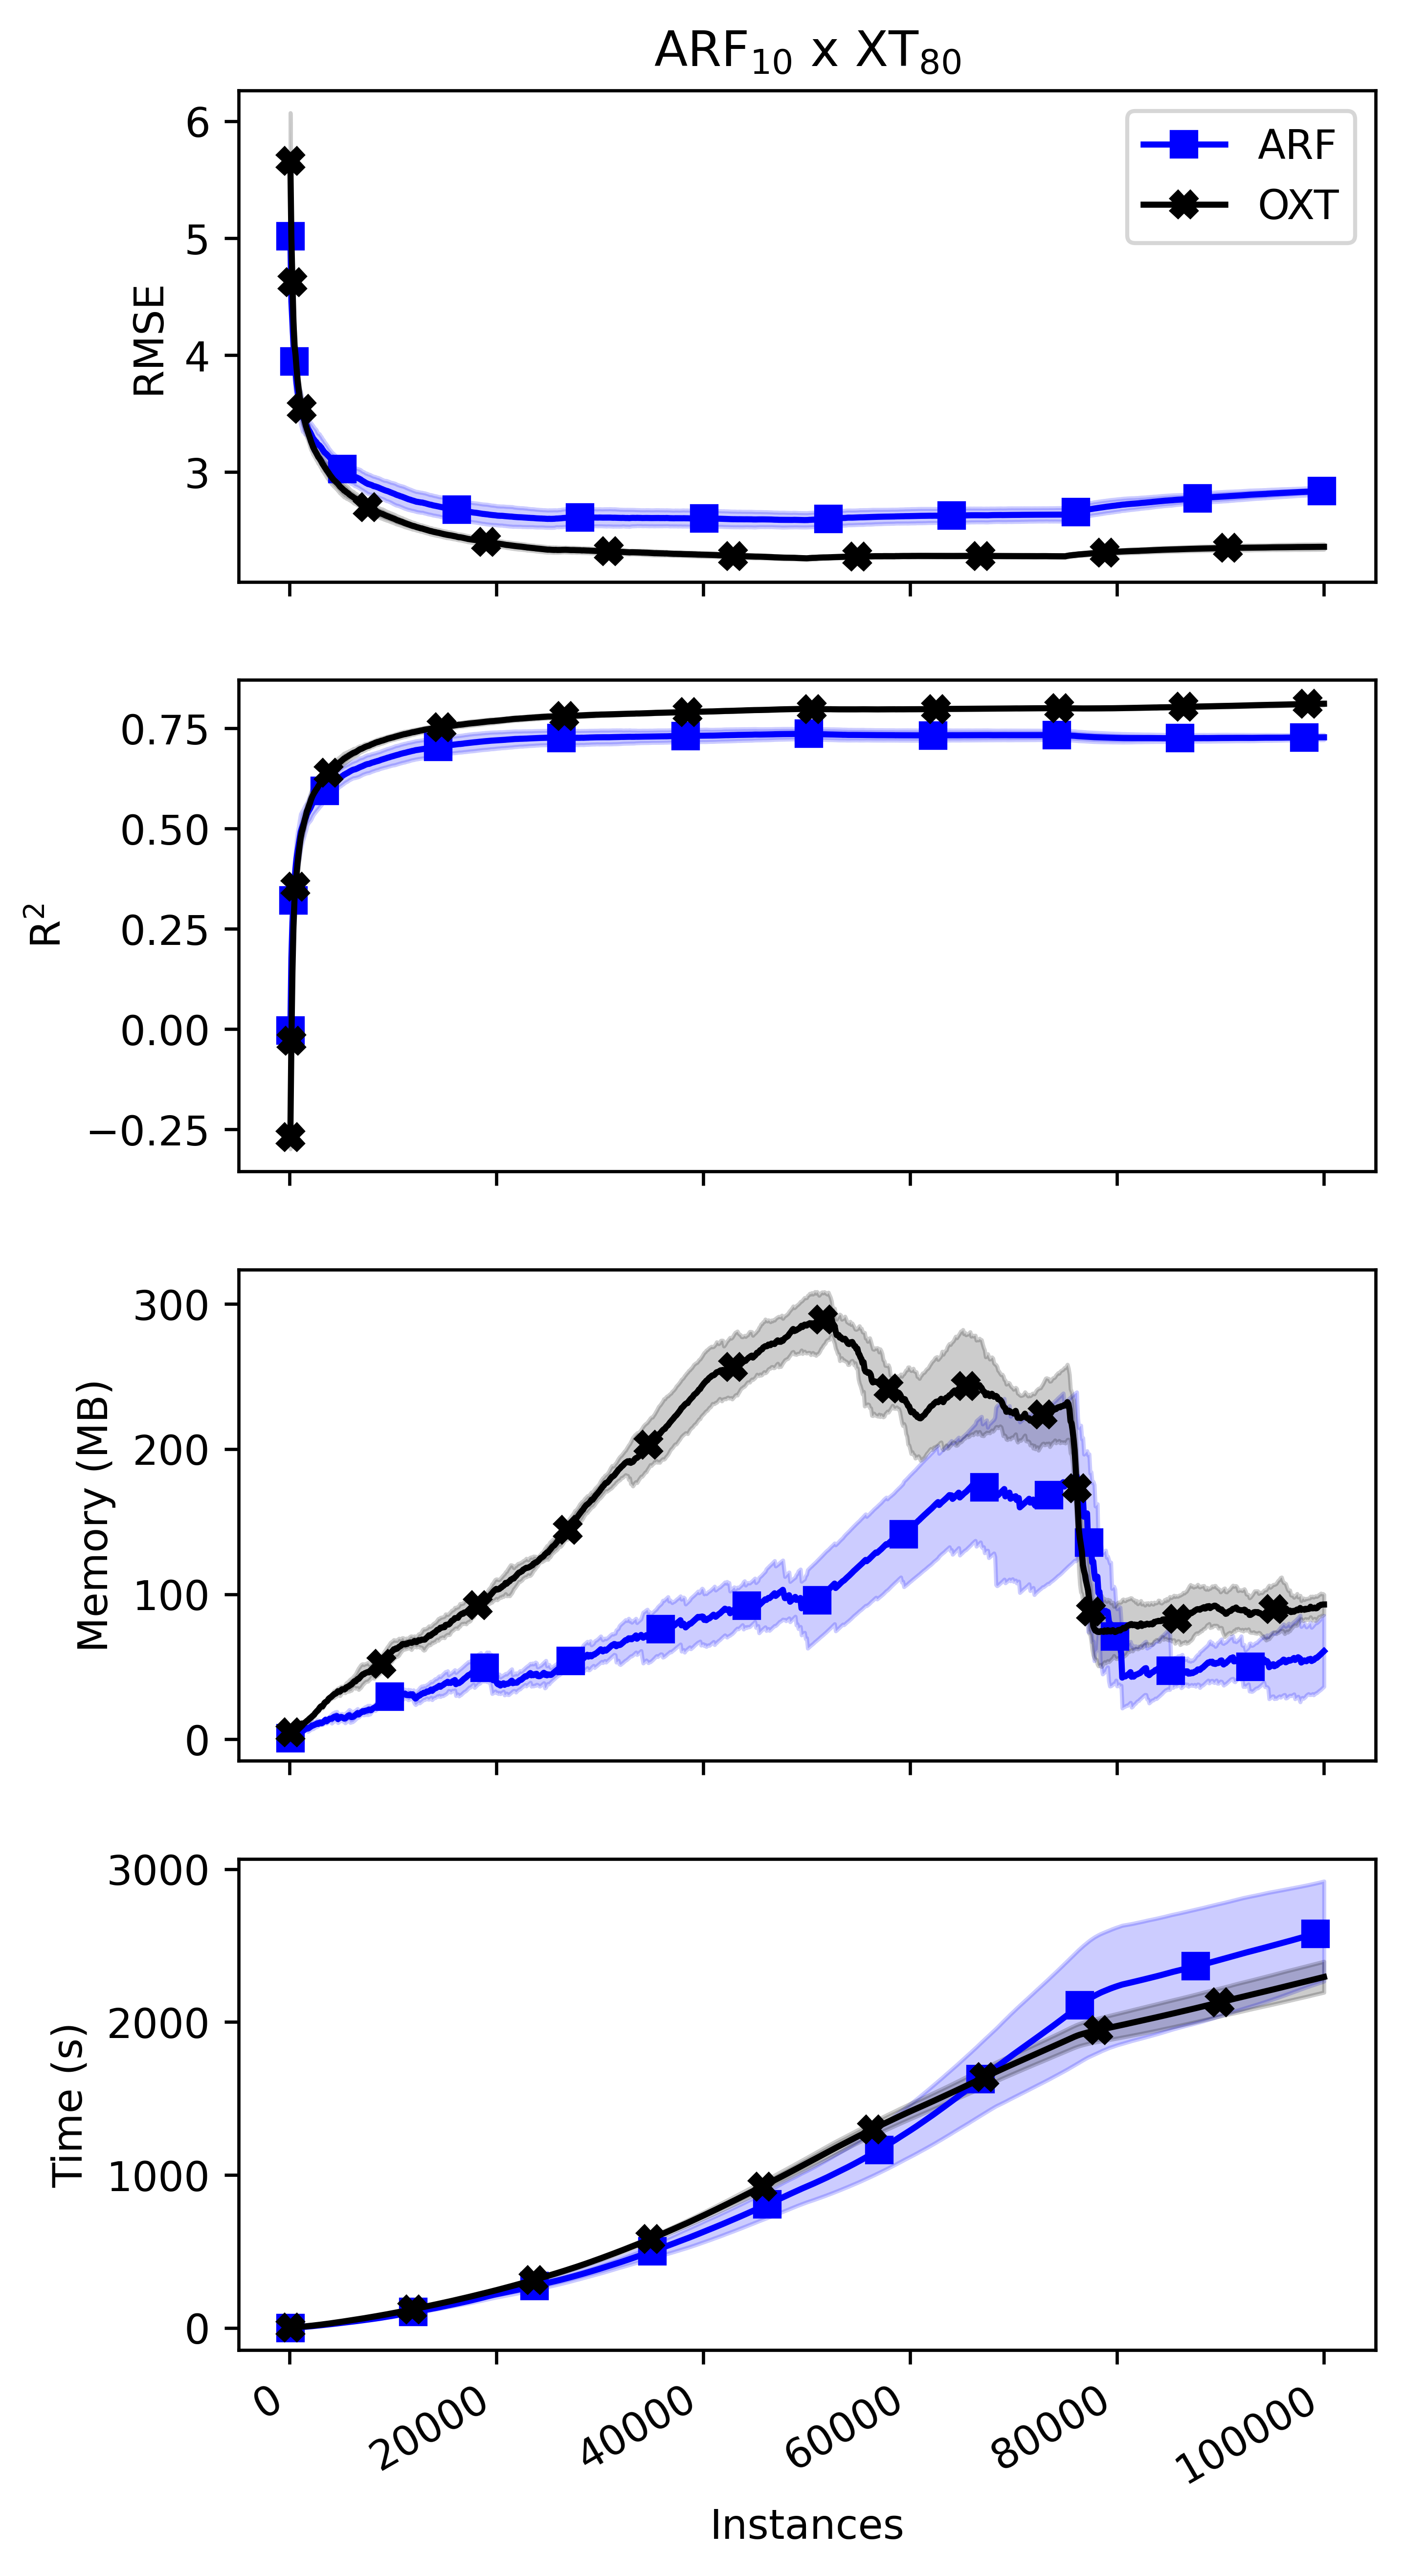 ARF₁₀ x XT₈₀
6
5
4
3
RMSE
ARF
OXT
0.75
0.50
0.25
0.00
−0.25
R²
300
200
100
0
Memory (MB)
3000
2000
1000
0
Time (s)
0
20000
40000
60000
80000
100000
Instances